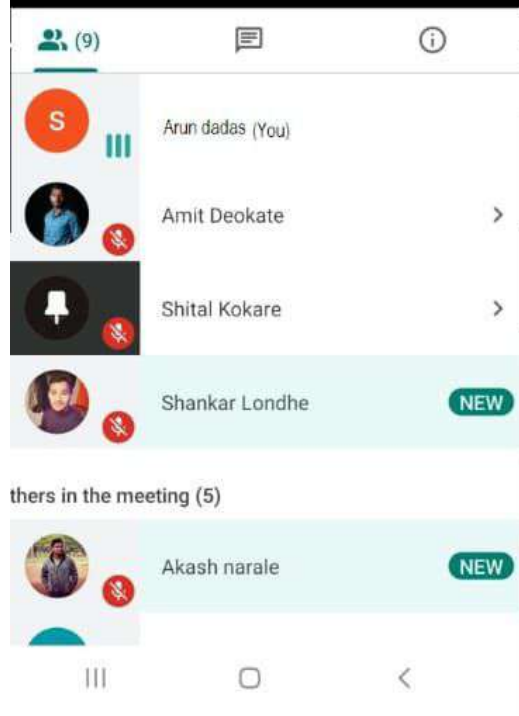 (9)
S
Arun dadas (You)
Amit Deokate
Shital Kokare
Shankar Londhe NEW
thers in the meeting (5)
Akash narale NEW